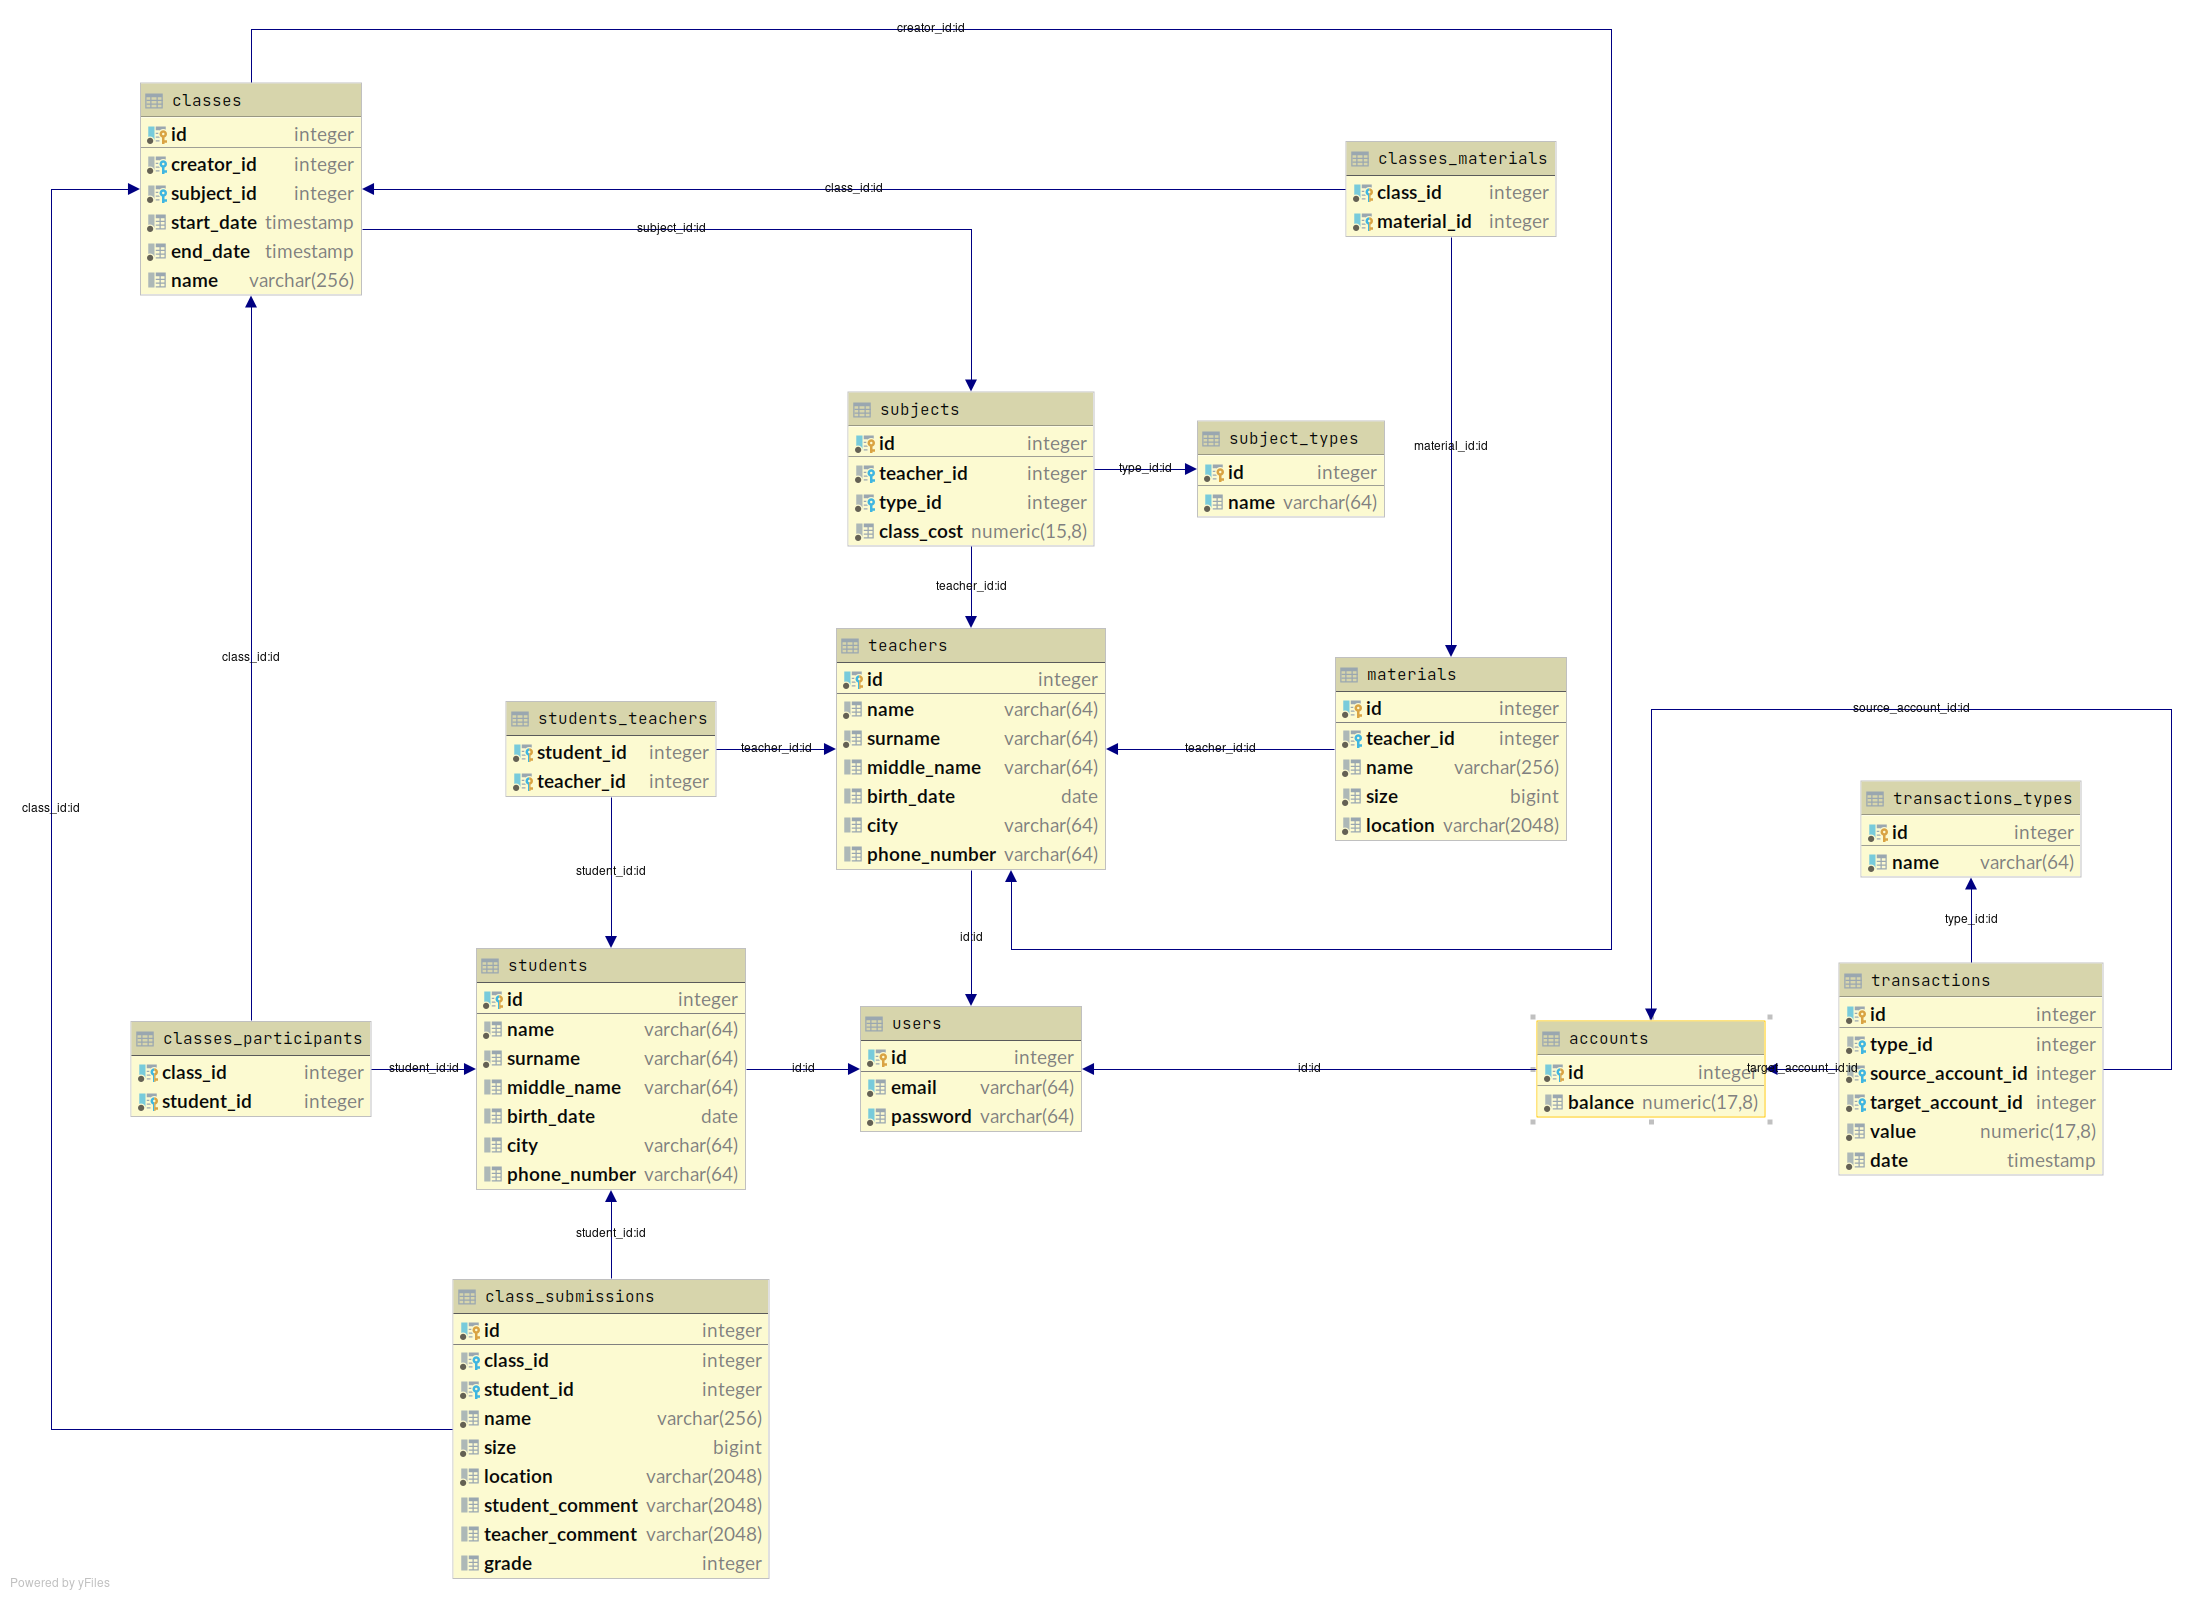 creator_id:id
classes
id integer
creator_id integer
subject_id integer
start_date timestamp
end_date timestamp
name varchar(256)
classes_materials
class_id integer
material_id integer
class_id:id
subject_id:id
subjects
id integer
teacher_id integer
type_id integer
class_cost numeric(15,8)
type_id:id
subject_types
id integer
name varchar(64)
material_id:id
teacher_id:id
class_id:id
teachers
id integer
name varchar(64)
surname varchar(64)
middle_name varchar(64)
birth_date date
city varchar(64)
phone_number varchar(64)
students_teachers
student_id integer
teacher_id integer
teacher_id:id
teacher_id:id
materials
id integer
teacher_id integer
name varchar(256)
size bigint
location varchar(2048)
source_account_id:id
transactions_types
id integer
name varchar(64)
class_id:id
student_id:id
type_id:id
id:id
students
id integer
name varchar(64)
surname varchar(64)
middle_name varchar(64)
birth_date date
city varchar(64)
phone_number varchar(64)
classes_participants
class_id integer
student_id integer
student_id:id
id:id
users
id integer
email varchar(64)
password varchar(64)
id:id
accounts
id integer
balance numeric(17,8)
target_account_id:id
transactions
id integer
type_id integer
source_account_id integer
target_account_id integer
value numeric(17,8)
date timestamp
student_id:id
class_submissions
id integer
class_id integer
student_id integer
name varchar(256)
size bigint
location varchar(2048)
student_comment varchar(2048)
teacher_comment varchar(2048)
grade integer
Powered by yFiles